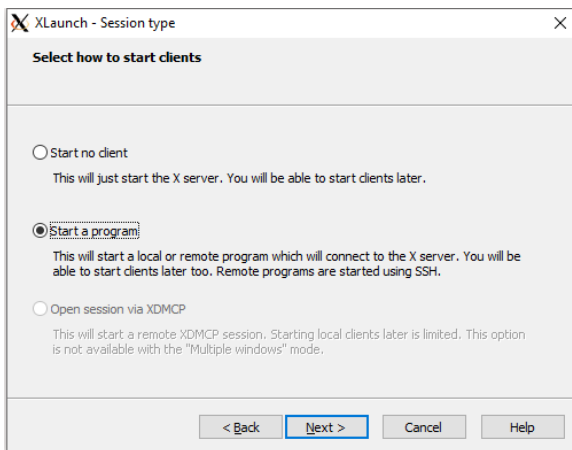 XLaunch - Session type
Select how to start clients
Start no client
This will just start the X server. You will be able to start clients later.
Start a program
This will start a local or remote program which will connect to the X server. You will be
able to start clients later too. Remote programs are started using SSH.
Open session via XDMCP
This will start a remote XDMCP session. Starting local clients later is limited. This option
is not available with the "Multiple windows" mode.
< Back Next > Cancel Help